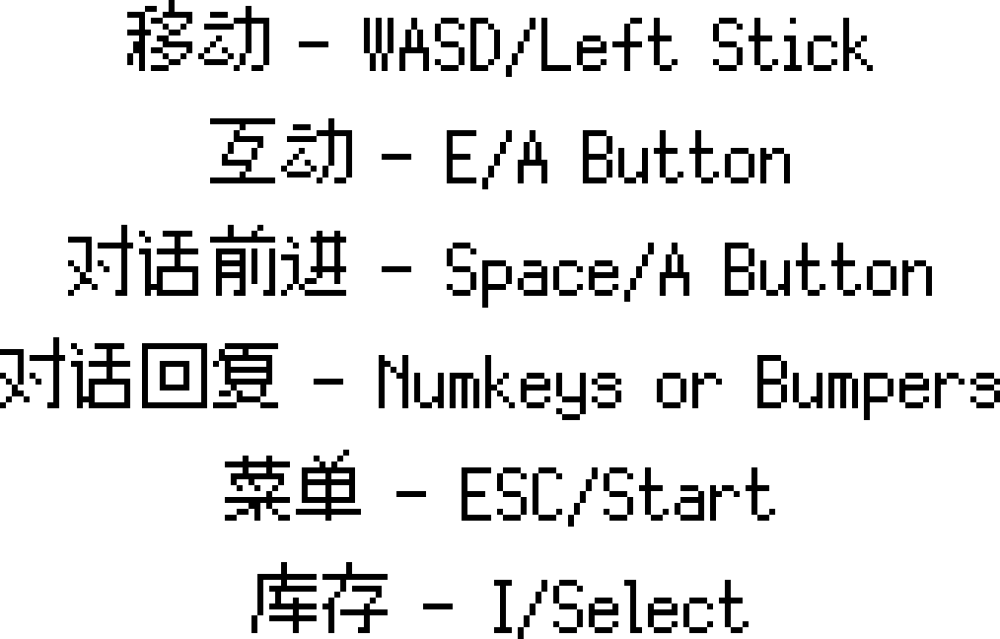 移动 - WASD/Left Stick
互动 - E/A Button
对话前进 - Space/A Button
对话回复 - Numkeys or Bumpers
菜单 - ESC/Start
库存 - I/Select